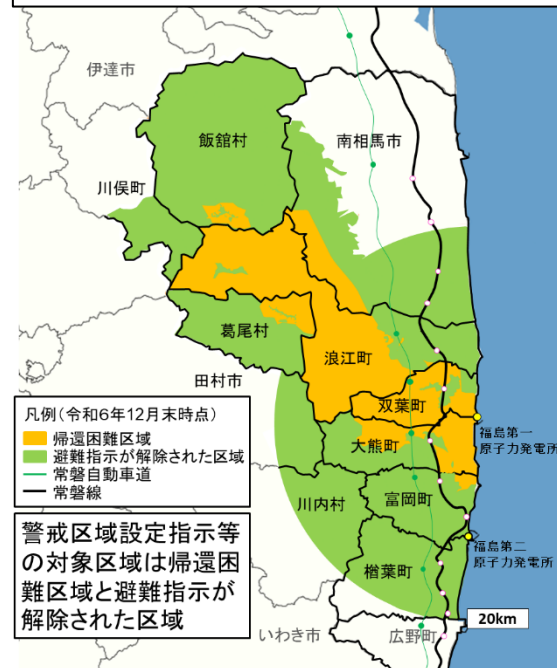 伊達市
飯舘村
南相馬市
川俣町
葛尾村
浪江町
田村市
双葉町
大熊町
福島第一
原子力発電所
川内村
富岡町
福島第二
原子力発電所
楢葉町
20km
いわき市
広野町
凡例(令和6年12月末時点)
帰還困難区域
避難指示が解除された区域
常磐自動車道
常磐線
警戒区域設定指示等
の対象区域は帰還困
難区域と避難指示が
解除された区域